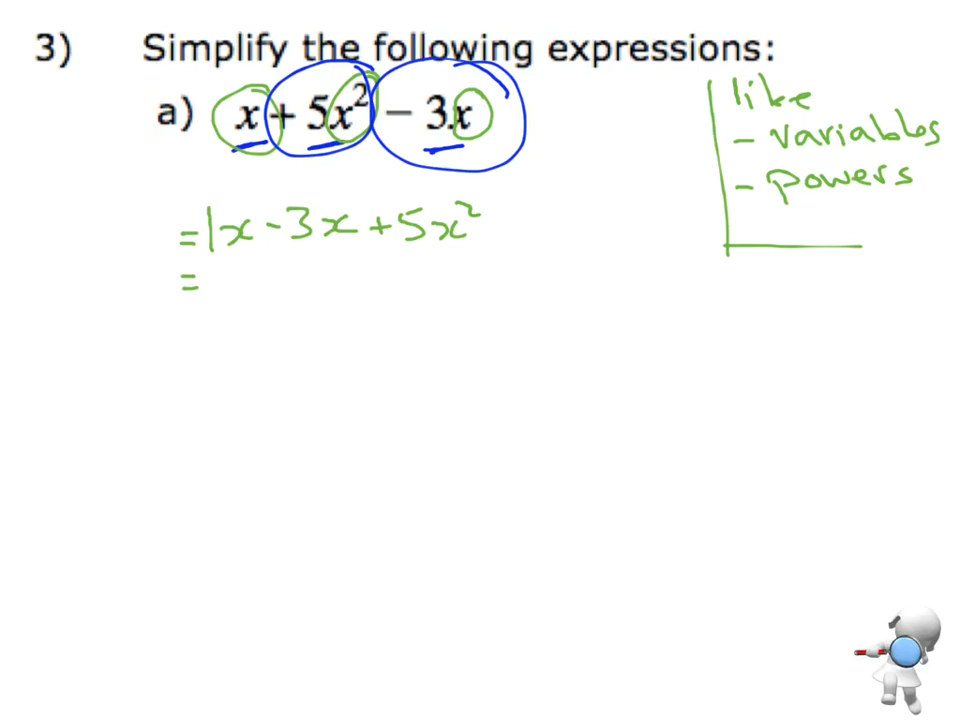 3) Simplify the following expressions:
a) x + 5x² − 3x
like
- variables
- powers
= 1x - 3x + 5x²
=